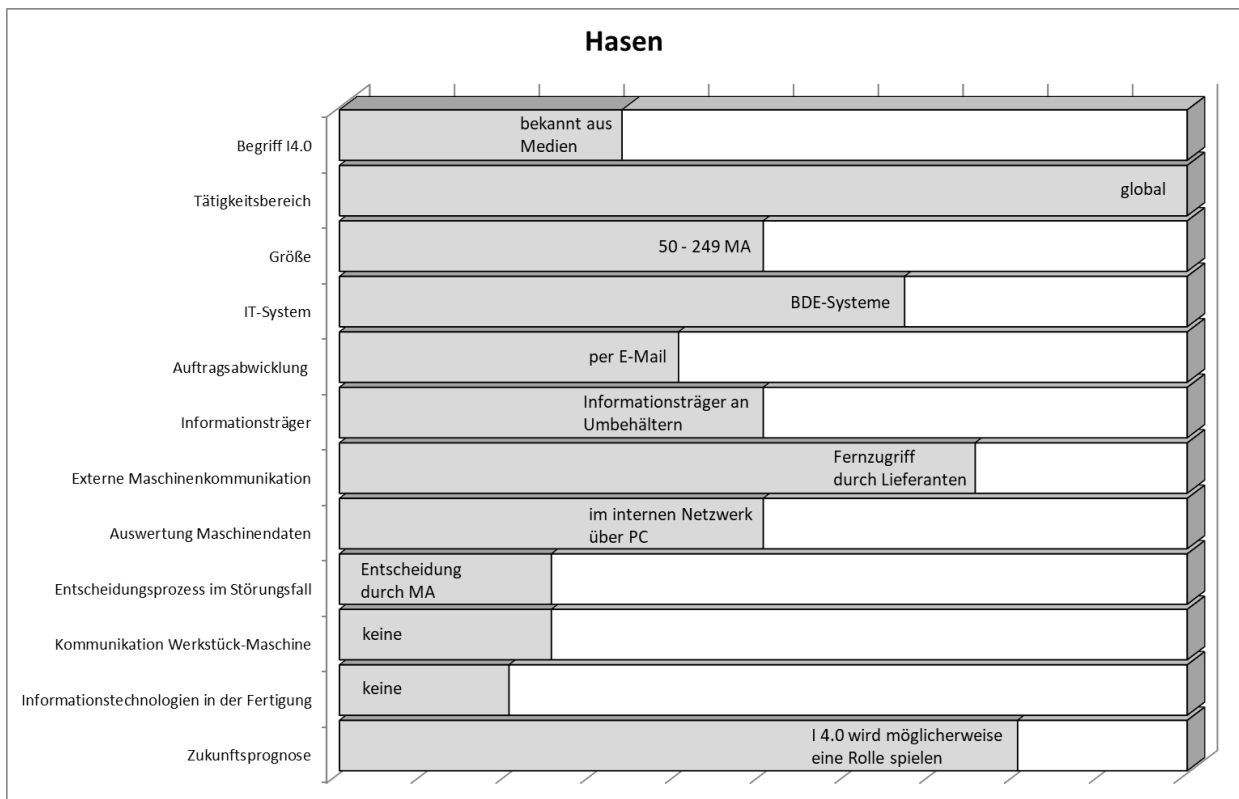 Hasen
Begriff I4.0
bekannt aus
Medien
Tätigkeitsbereich
global
Größe
50 - 249 MA
IT-System
BDE-Systeme
Auftragsabwicklung
per E-Mail
Informationsträger
Informationsträger an
Umbehältern
Externe Maschinenkommunikation
Fernzugriff
durch Lieferanten
Auswertung Maschinendaten
im internen Netzwerk
über PC
Entscheidungsprozess im Störungsfall
Entscheidung
durch MA
Kommunikation Werkstück-Maschine
keine
Informationstechnologien in der Fertigung
keine
Zukunftsprognose
I 4.0 wird möglicherweise
eine Rolle spielen